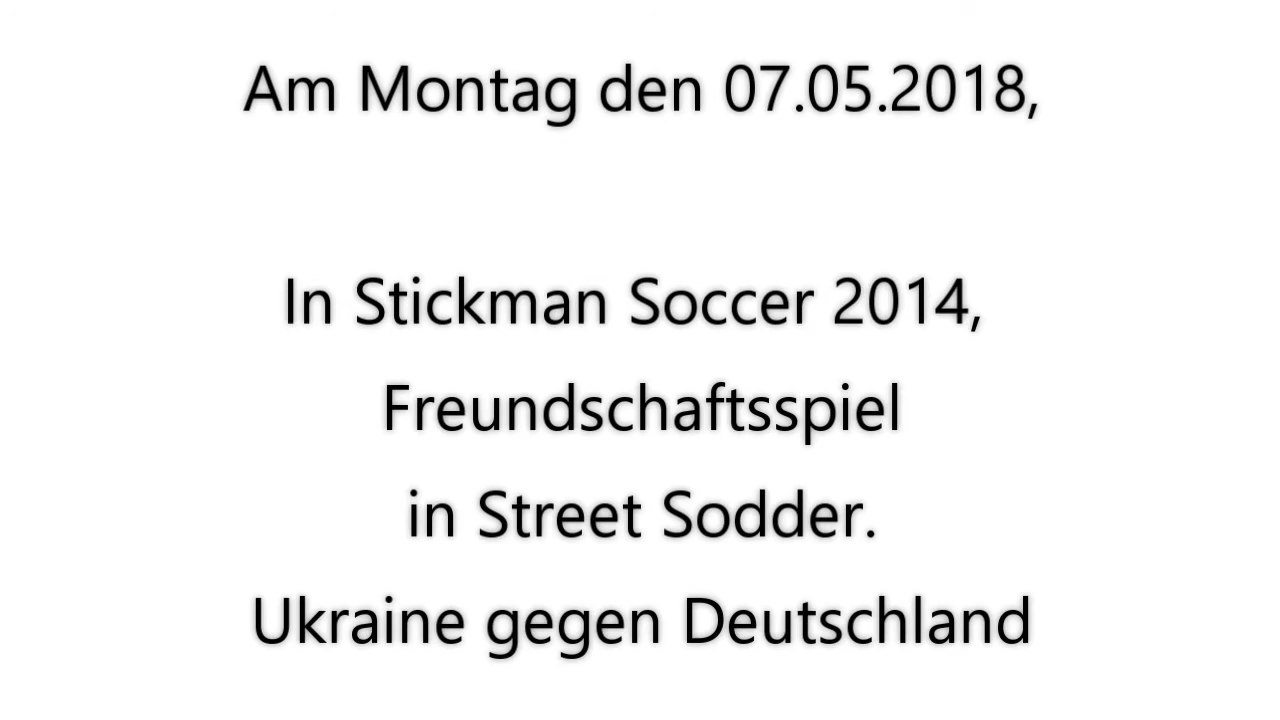 Am Montag den 07.05.2018,
In Stickman Soccer 2014,
Freundschaftsspiel
in Street Sodder.
Ukraine gegen Deutschland